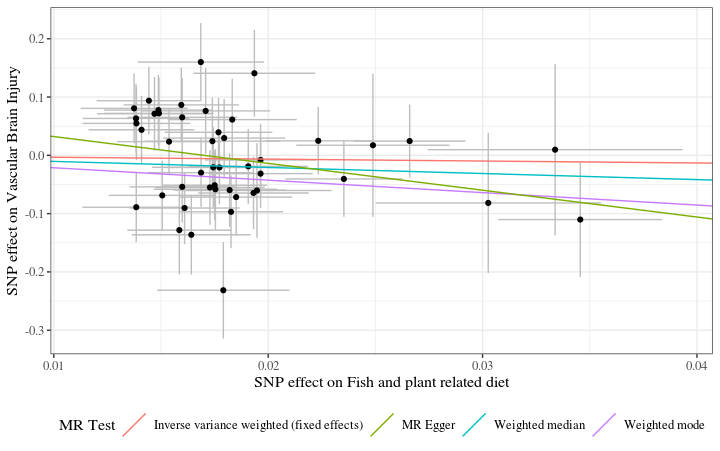 SNP effect on Vascular Brain Injury
0.2
0.1
0.0
-0.1
-0.2
-0.3
0.01 0.02 0.03 0.04
SNP effect on Fish and plant related diet
MR Test Inverse variance weighted (fixed effects) MR Egger Weighted median Weighted mode